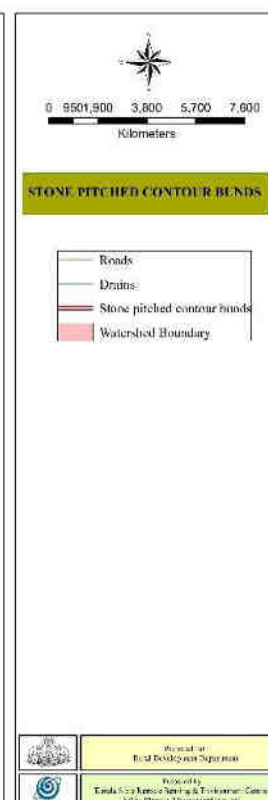 0 9501,900 3,800 5,700 7,600
Kilometers
STONE PITCHED CONTOUR BUNDS
Roads
Drains
Stone pitched contour bunds
Watershed Boundary
Rural Development Department
Prepared by
Kerala State Remote Sensing & Environment Centre